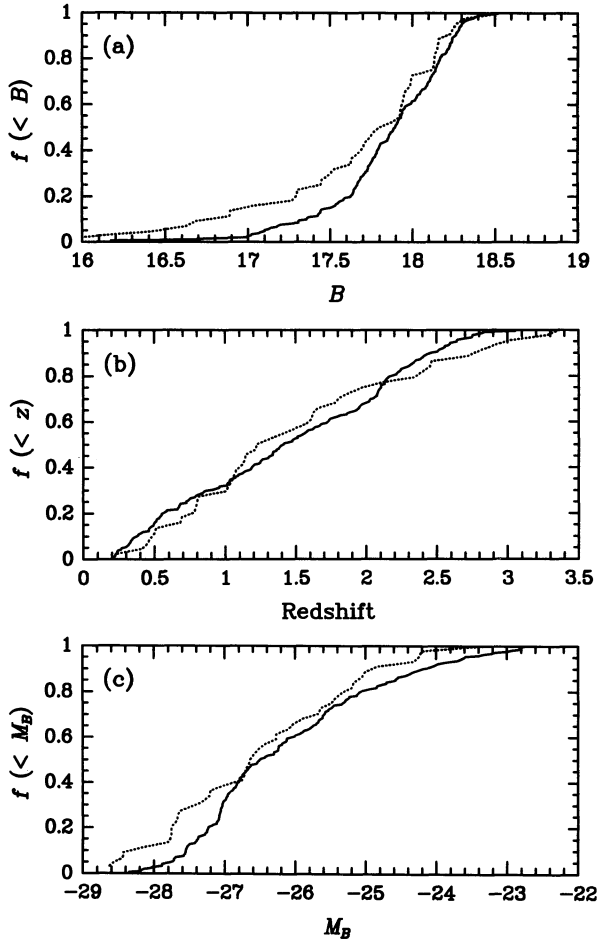 (a)
f (< B)
1
0.8
0.6
0.4
0.2
0
16 16.5 17 17.5 18 18.5 19
B
(b)
f (< z)
1
0.8
0.6
0.4
0.2
0
0 0.5 1 1.5 2 2.5 3 3.5
Redshift
(c)
f (< M_B)
1
0.8
0.6
0.4
0.2
0
−29 −28 −27 −26 −25 −24 −23 −22
M_B